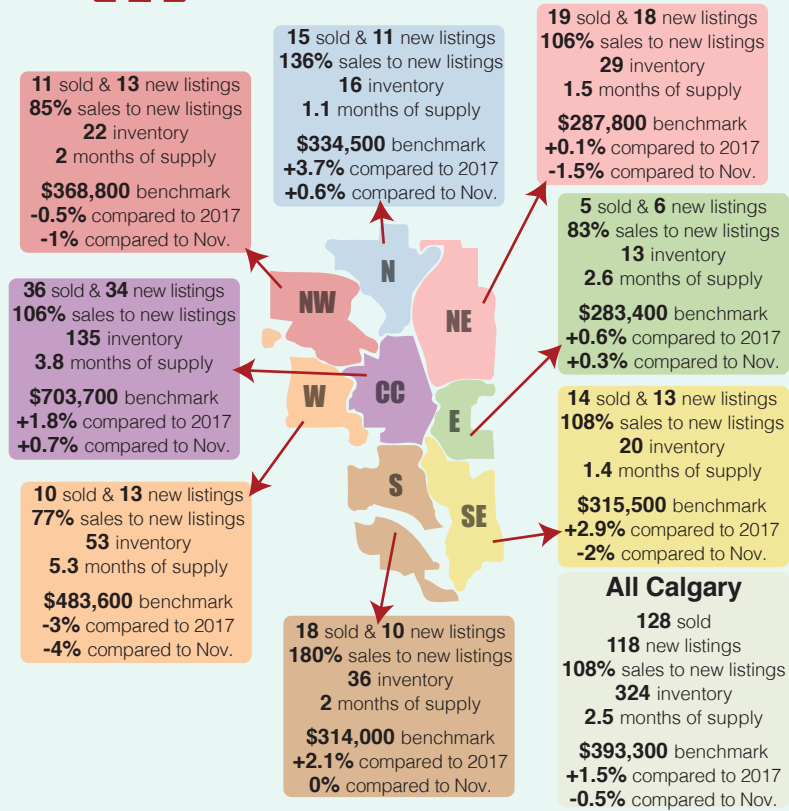 11 sold & 13 new listings
85% sales to new listings
22 inventory
2 months of supply
$368,800 benchmark
-0.5% compared to 2017
-1% compared to Nov.
15 sold & 11 new listings
136% sales to new listings
16 inventory
1.1 months of supply
$334,500 benchmark
+3.7% compared to 2017
+0.6% compared to Nov.
19 sold & 18 new listings
106% sales to new listings
29 inventory
1.5 months of supply
$287,800 benchmark
+0.1% compared to 2017
-1.5% compared to Nov.
5 sold & 6 new listings
83% sales to new listings
13 inventory
2.6 months of supply
$283,400 benchmark
+0.6% compared to 2017
+0.3% compared to Nov.
36 sold & 34 new listings
106% sales to new listings
135 inventory
3.8 months of supply
$703,700 benchmark
+1.8% compared to 2017
+0.7% compared to Nov.
N
NW
NE
W
CC
E
S
SE
14 sold & 13 new listings
108% sales to new listings
20 inventory
1.4 months of supply
$315,500 benchmark
+2.9% compared to 2017
-2% compared to Nov.
10 sold & 13 new listings
77% sales to new listings
53 inventory
5.3 months of supply
$483,600 benchmark
-3% compared to 2017
-4% compared to Nov.
18 sold & 10 new listings
180% sales to new listings
36 inventory
2 months of supply
$314,000 benchmark
+2.1% compared to 2017
0% compared to Nov.
All Calgary
128 sold
118 new listings
108% sales to new listings
324 inventory
2.5 months of supply
$393,300 benchmark
+1.5% compared to 2017
-0.5% compared to Nov.